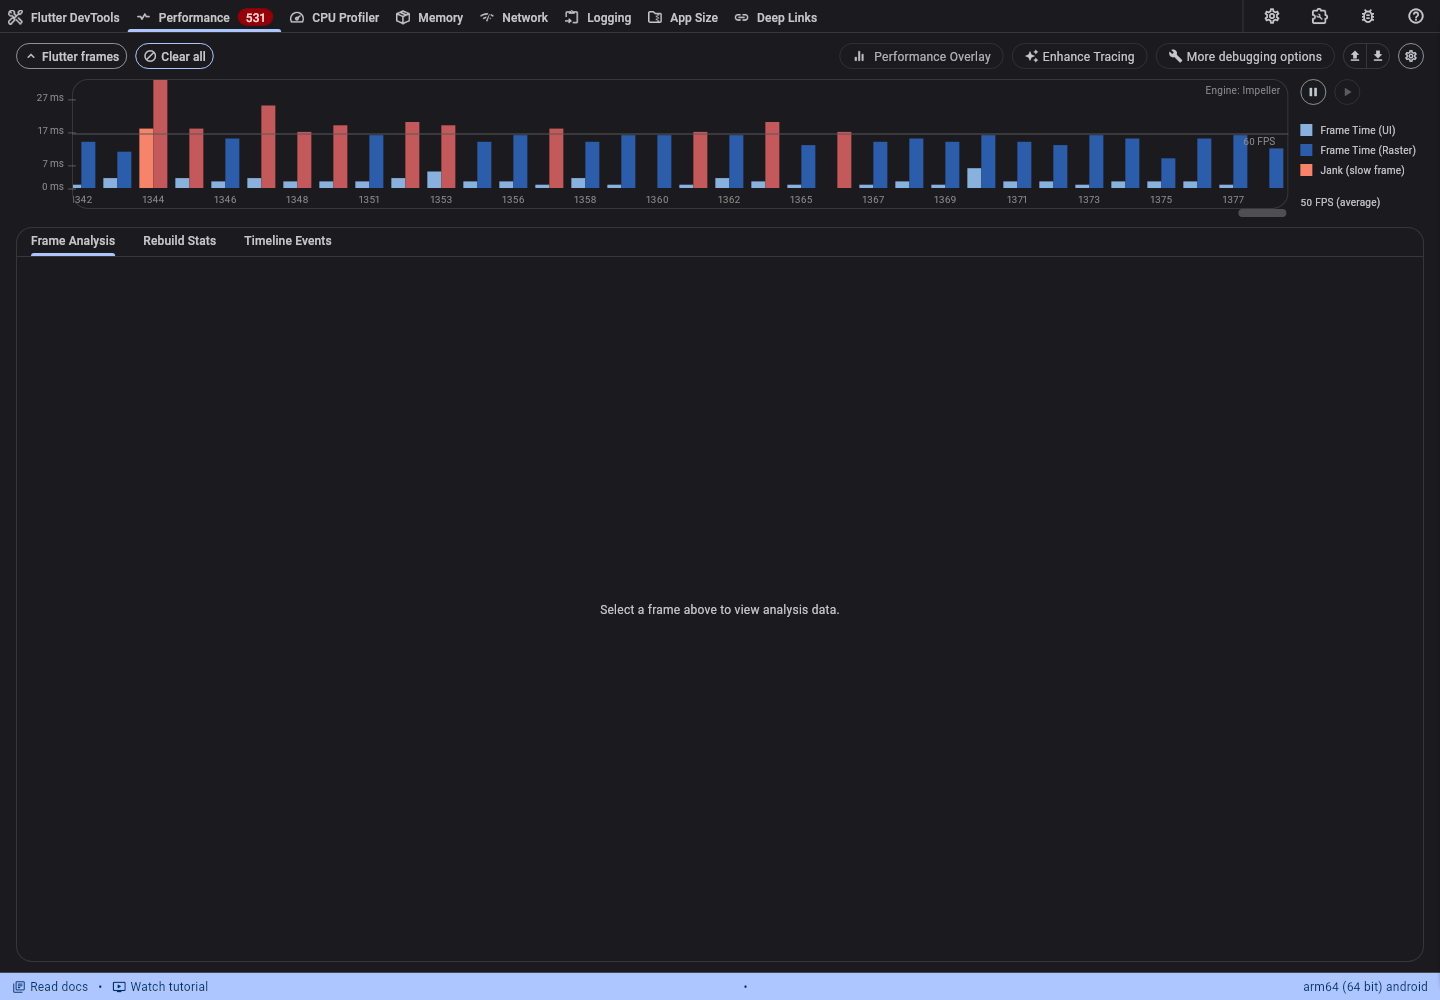 Flutter DevTools Performance 531 CPU Profiler Memory Network Logging App Size Deep Links
Flutter frames Clear all Performance Overlay Enhance Tracing More debugging options
Engine: Impeller
27 ms
17 ms
7 ms
0 ms
60 FPS
1342 1344 1346 1348 1351 1353 1356 1358 1360 1362 1365 1367 1369 1371 1373 1375 1377
Frame Time (UI)
Frame Time (Raster)
Jank (slow frame)
50 FPS (average)
Frame Analysis Rebuild Stats Timeline Events
Select a frame above to view analysis data.
Read docs • Watch tutorial • arm64 (64 bit) android